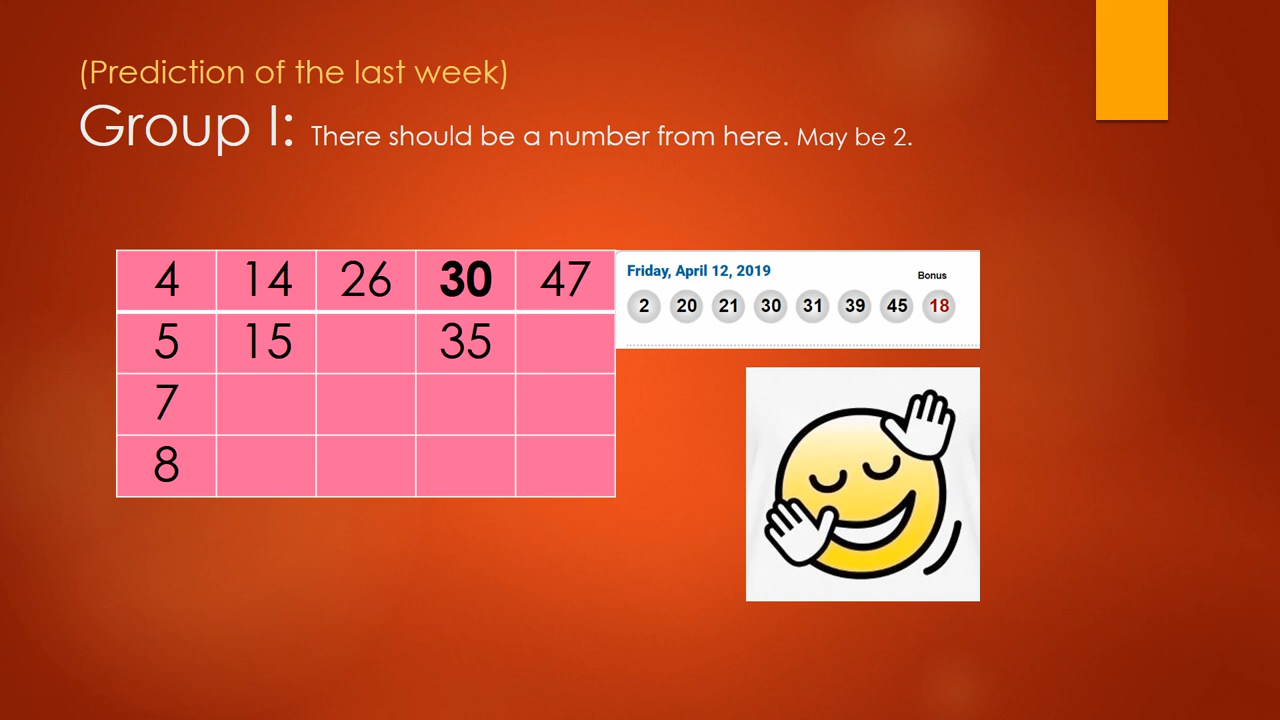 (Prediction of the last week)
Group I: There should be a number from here. May be 2.
4 14 26 30 47
5 15 35
7
8
Friday, April 12, 2019
Bonus
2 20 21 30 31 39 45 18